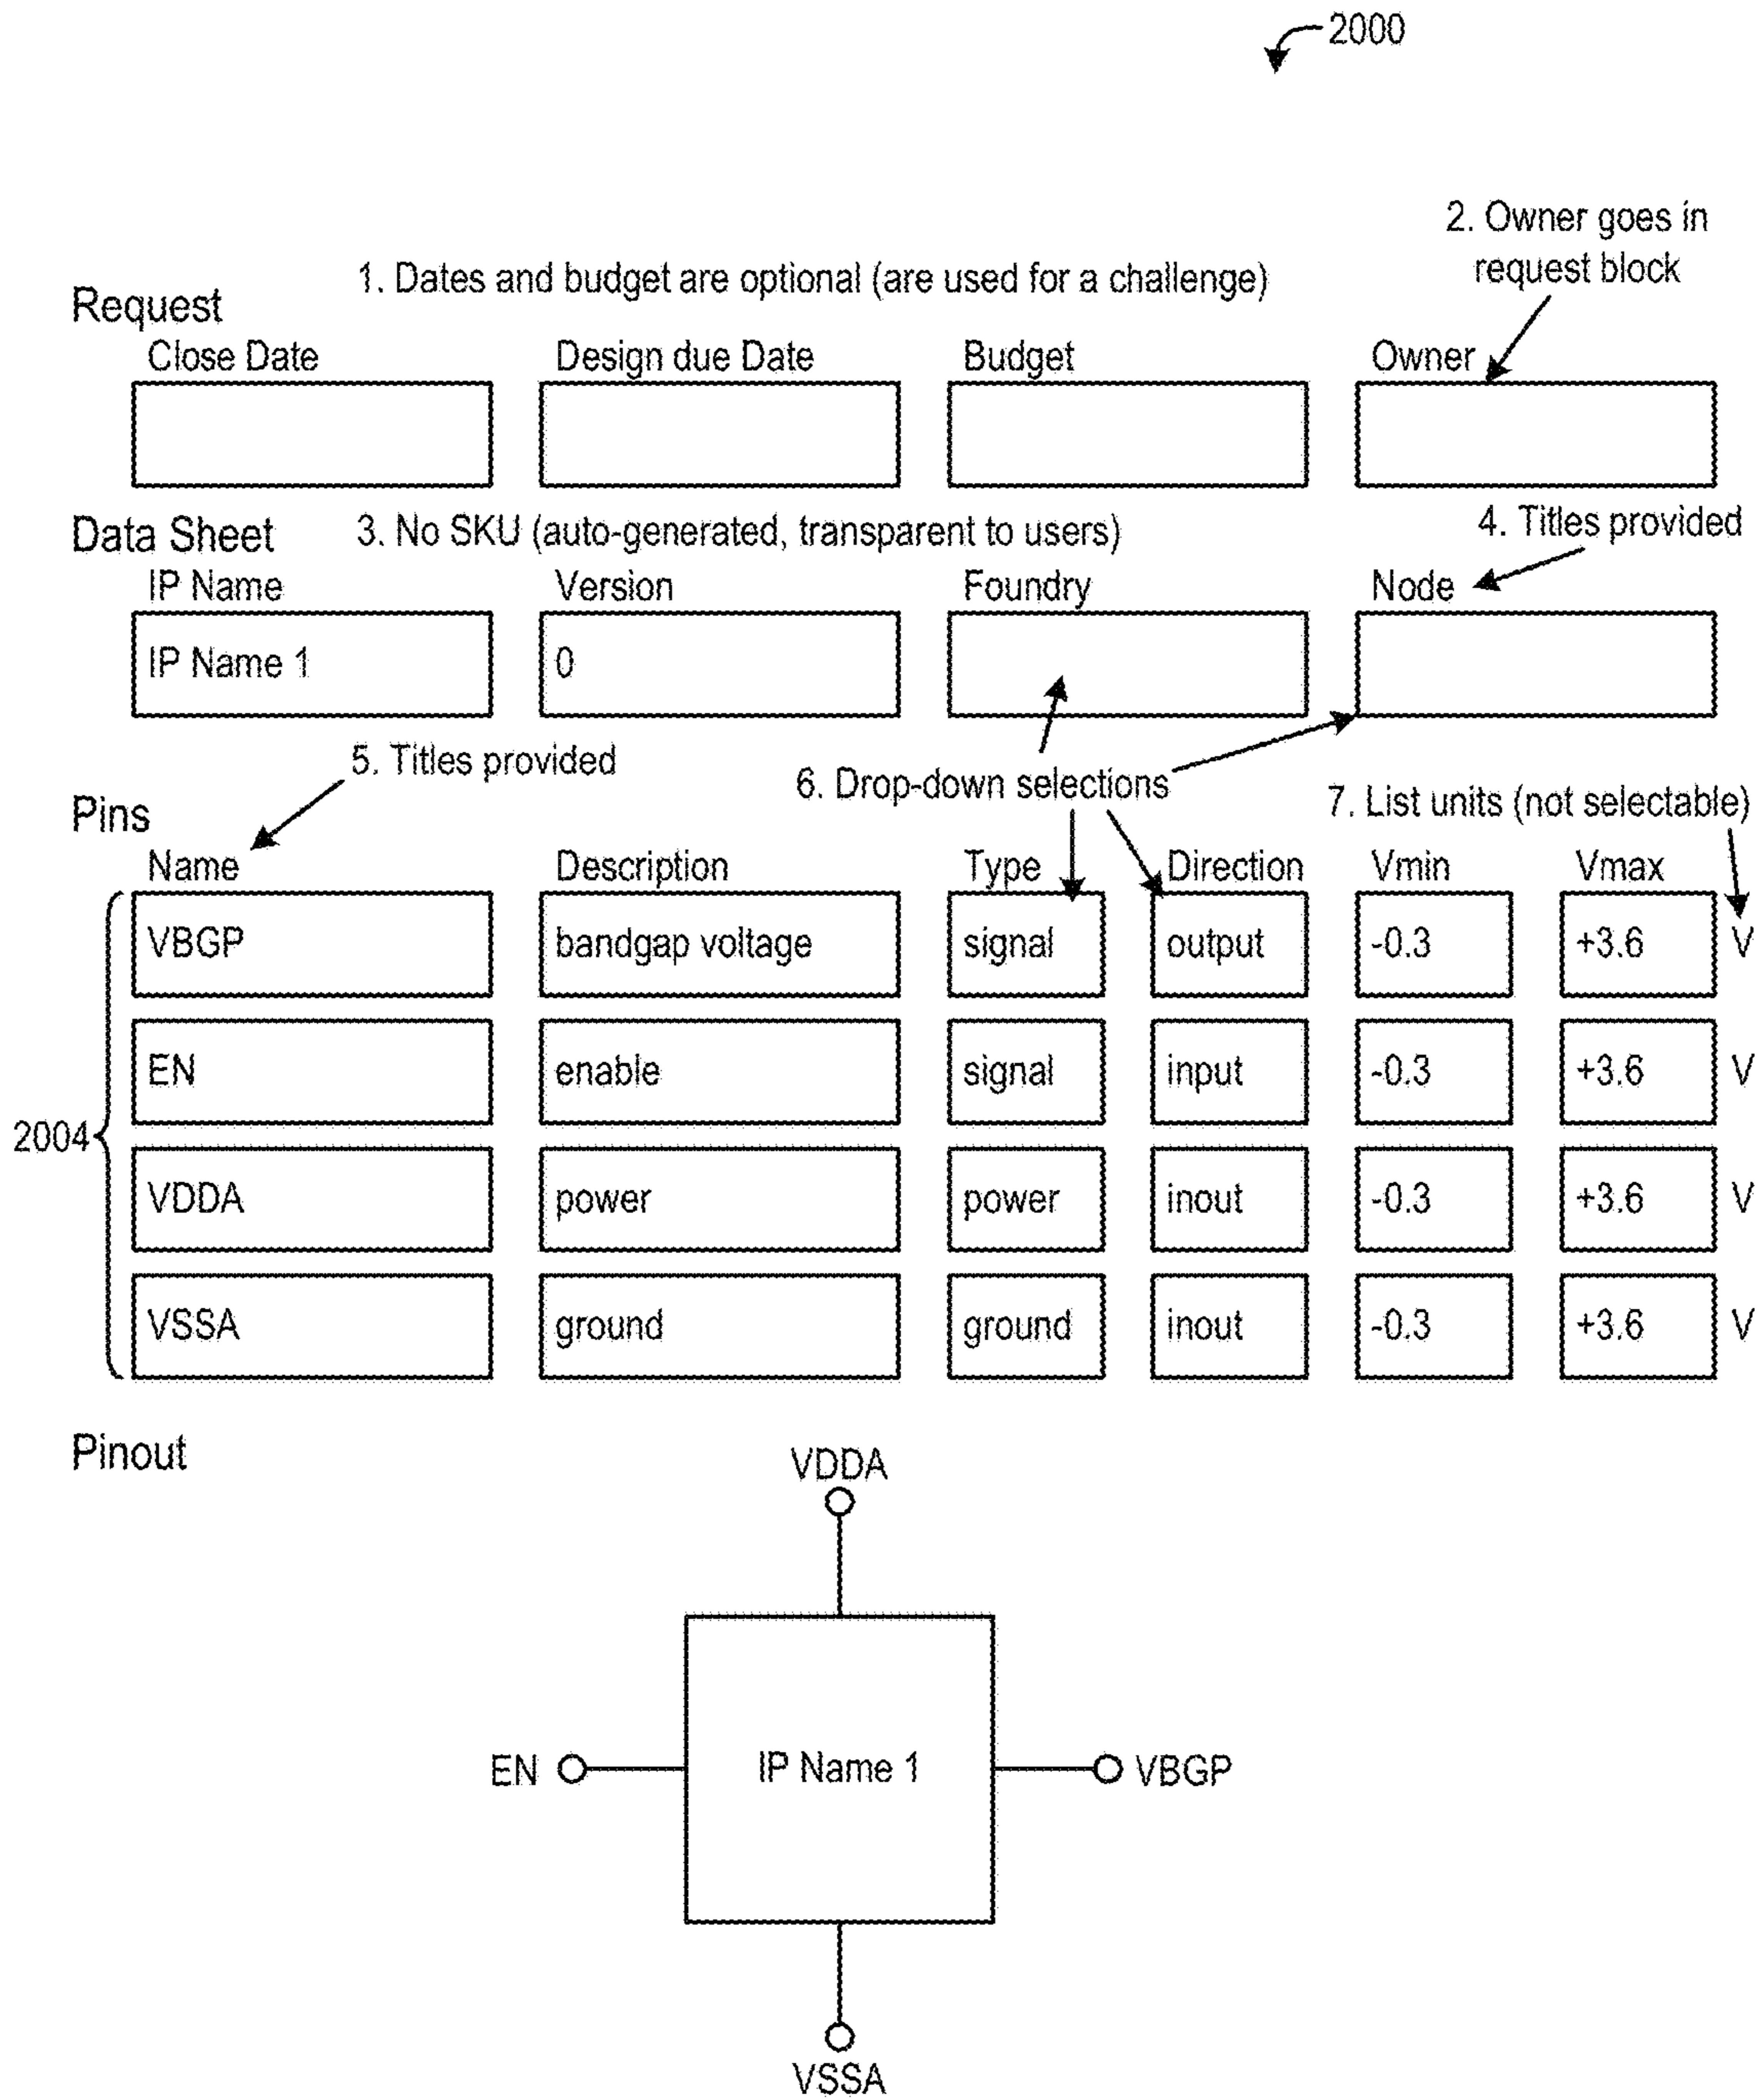 2000
2. Owner goes in
request block
1. Dates and budget are optional (are used for a challenge)
Request
Close Date Design due Date Budget Owner
Data Sheet 3. No SKU (auto-generated, transparent to users) 4. Titles provided
IP Name Version Foundry Node
IP Name 1 0
5. Titles provided
6. Drop-down selections
7. List units (not selectable)
Pins
Name Description Type Direction Vmin Vmax
VBGP bandgap voltage signal output -0.3 +3.6 V
EN enable signal input -0.3 +3.6 V
2004
VDDA power power inout -0.3 +3.6 V
VSSA ground ground inout -0.3 +3.6 V
Pinout
VDDA
EN IP Name 1 VBGP
VSSA